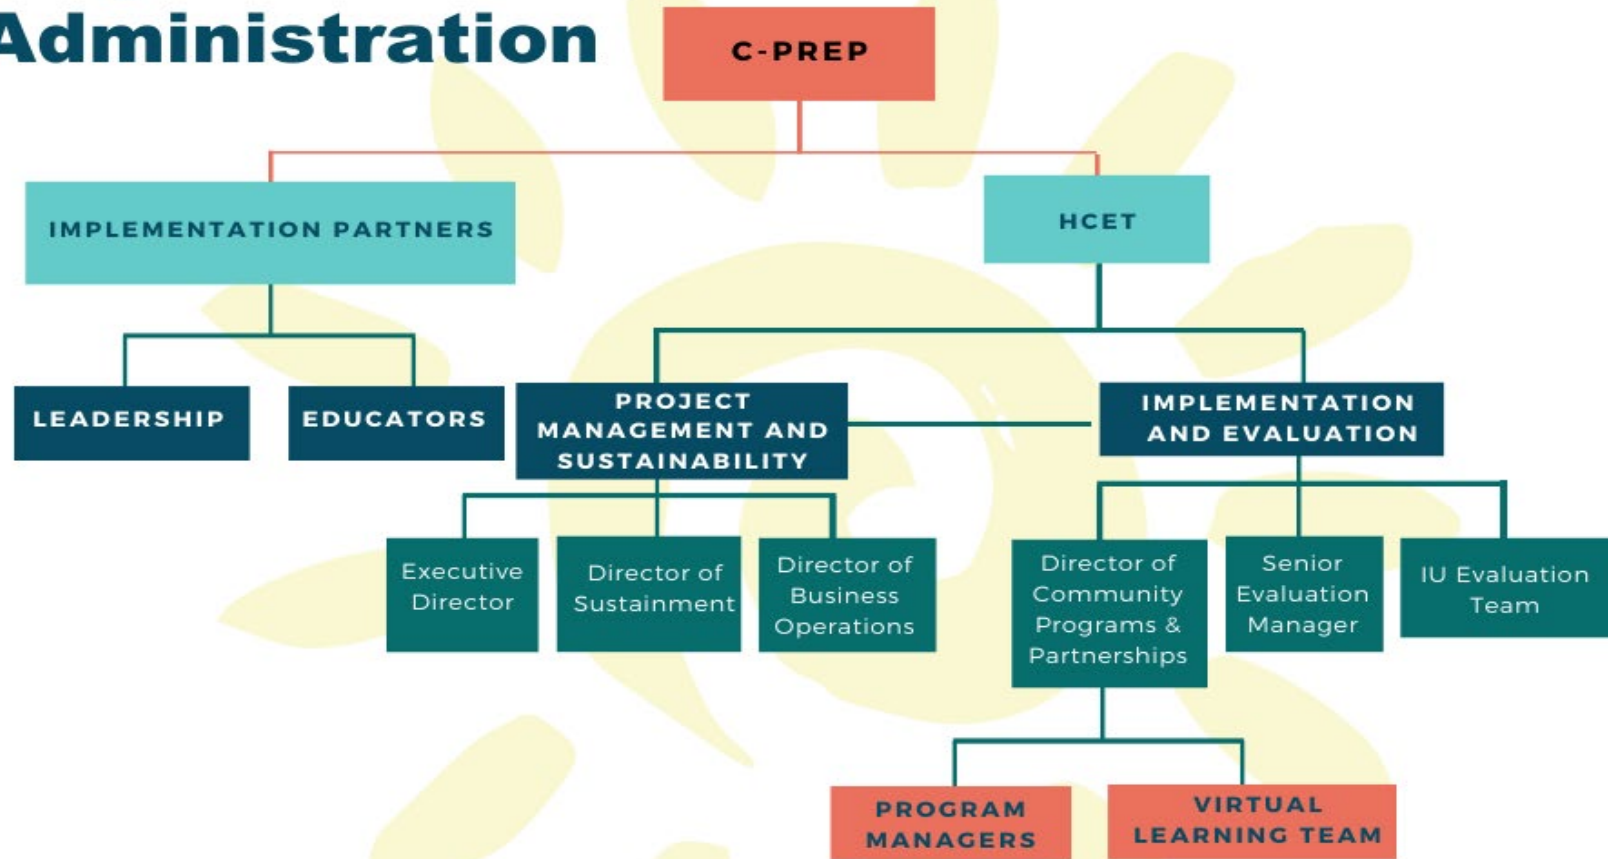 Administration
C-PREP
IMPLEMENTATION PARTNERS
HCET
LEADERSHIP
EDUCATORS
PROJECT
MANAGEMENT AND
SUSTAINABILITY
IMPLEMENTATION
AND EVALUATION
Executive
Director
Director of
Sustainment
Director of
Business
Operations
Director of
Community
Programs &
Partnerships
Senior
Evaluation
Manager
IU Evaluation
Team
PROGRAM
MANAGERS
VIRTUAL
LEARNING TEAM